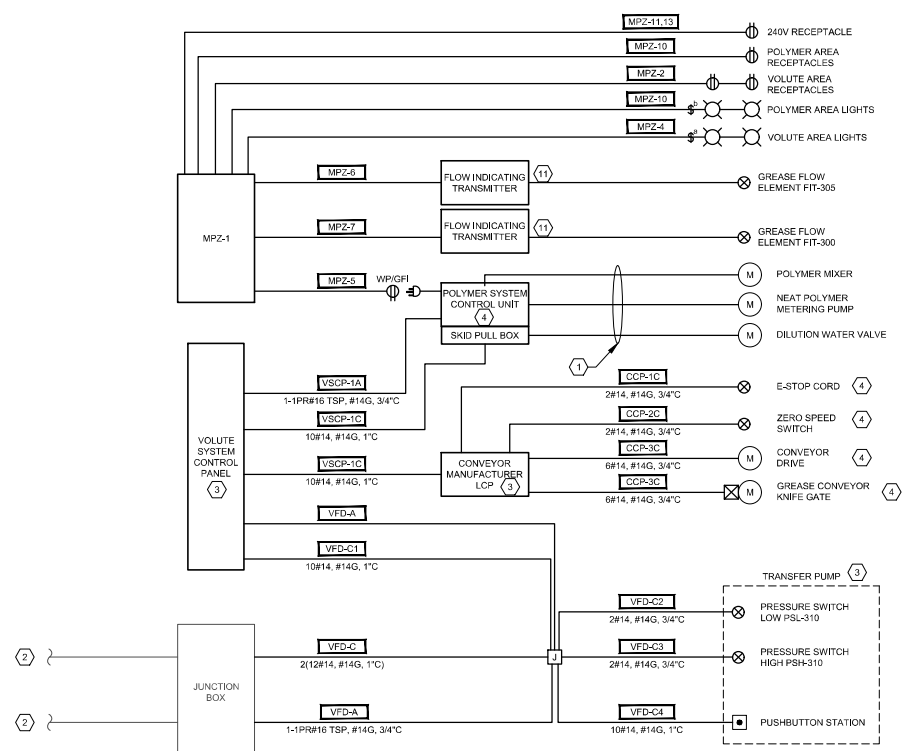 MPZ-11,13
240V RECEPTACLE
MPZ-10
POLYMER AREA
RECEPTACLES
MPZ-2
VOLUTE AREA
RECEPTACLES
MPZ-10
$b
POLYMER AREA LIGHTS
MPZ-4
$a
VOLUTE AREA LIGHTS
MPZ-1
MPZ-6
FLOW INDICATING
TRANSMITTER
11
GREASE FLOW
ELEMENT FIT-305
MPZ-7
FLOW INDICATING
TRANSMITTER
11
GREASE FLOW
ELEMENT FIT-300
MPZ-5
WP/GFI
POLYMER SYSTEM
CONTROL UNIT
4
SKID PULL BOX
M
POLYMER MIXER
M
NEAT POLYMER
METERING PUMP
M
DILUTION WATER VALVE
1
VOLUTE
SYSTEM
CONTROL
PANEL
3
VSCP-1A
1-1PR#16 TSP, #14G, 3/4"C
VSCP-1C
10#14, #14G, 1"C
VSCP-1C
10#14, #14G, 1"C
CONVEYOR
MANUFACTURER
LCP
3
CCP-1C
2#14, #14G, 3/4"C
E-STOP CORD
4
CCP-2C
2#14, #14G, 3/4"C
ZERO SPEED
SWITCH
4
CCP-3C
6#14, #14G, 3/4"C
M
CONVEYOR
DRIVE
4
CCP-3C
6#14, #14G, 3/4"C
M
GREASE CONVEYOR
KNIFE GATE
4
VFD-A
VFD-C1
10#14, #14G, 1"C
TRANSFER PUMP
3
VFD-C2
2#14, #14G, 3/4"C
PRESSURE SWITCH
LOW PSL-310
2
JUNCTION
BOX
VFD-C
2(12#14, #14G, 1"C)
J
VFD-C3
2#14, #14G, 3/4"C
PRESSURE SWITCH
HIGH PSH-310
2
VFD-A
1-1PR#16 TSP, #14G, 3/4"C
VFD-C4
10#14, #14G, 1"C
PUSHBUTTON STATION